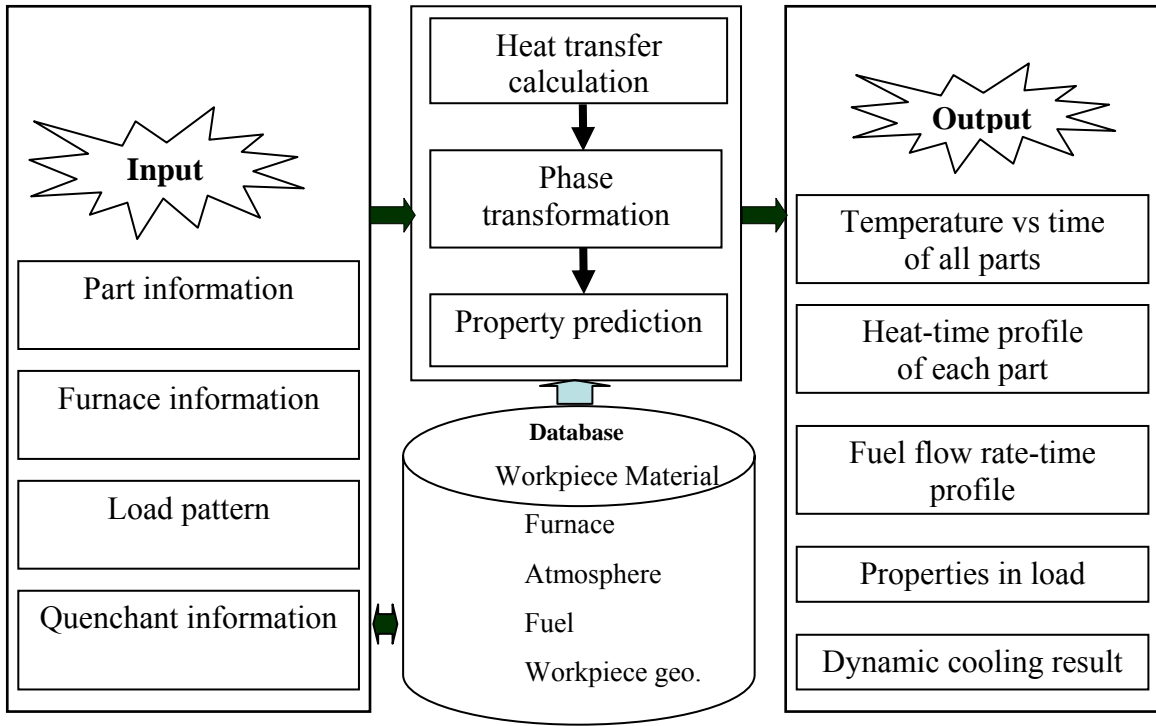 Input
Part information
Furnace information
Load pattern
Quenchant information
Heat transfer
calculation
Phase
transformation
Property prediction
Database
Workpiece Material
Furnace
Atmosphere
Fuel
Workpiece geo.
Output
Temperature vs time
of all parts
Heat-time profile
of each part
Fuel flow rate-time
profile
Properties in load
Dynamic cooling result